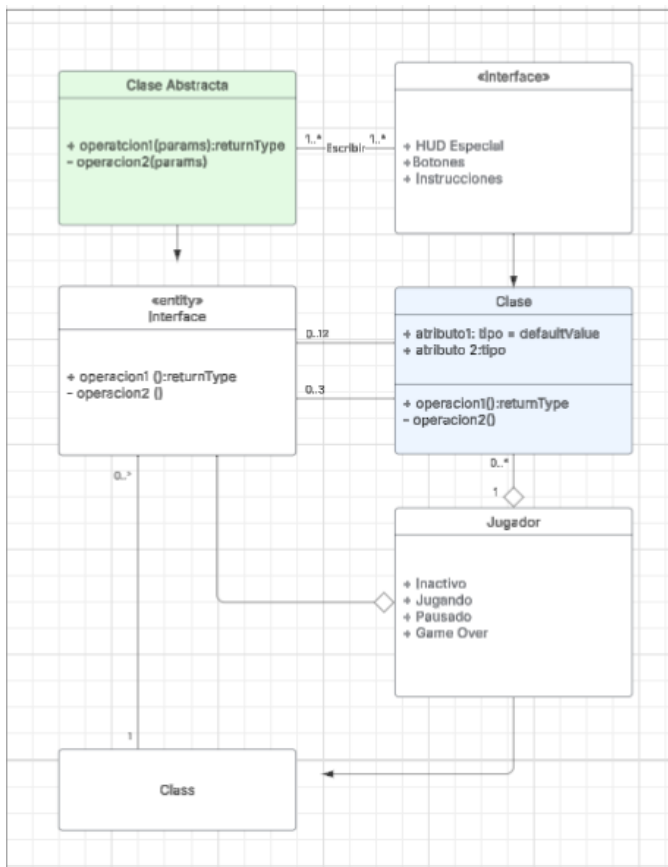 Clase Abstracta
+ operatcion1(params):returnType
- operacion2(params)
1..*
Escribir
1..*
«Interface»
+ HUD Especial
+Botones
+ Instrucciones
«entity»
Interface
+ operacion1 ():returnType
- operacion2 ()
0..12
0..3
Clase
+ atributo1: tipo = defaultValue
+ atributo 2:tipo
+ operacion1():returnType
- operacion2()
0..*
1
0..*
Jugador
+ Inactivo
+ Jugando
+ Pausado
+ Game Over
1
Class